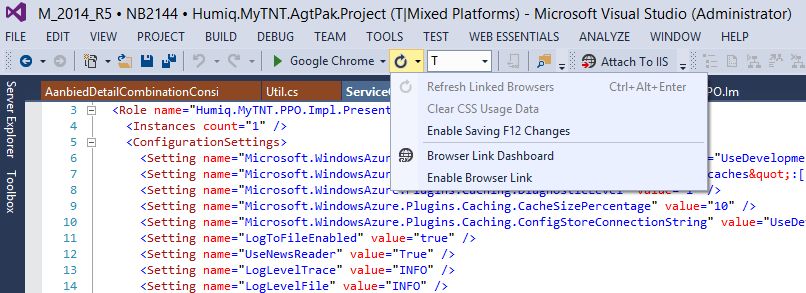 M_2014_R5 • NB2144 • Humiq.MyTNT.AgtPak.Project (T|Mixed Platforms) - Microsoft Visual Studio (Administrator)
FILE EDIT VIEW PROJECT BUILD DEBUG TEAM TOOLS TEST WEB ESSENTIALS ANALYZE WINDOW HELP
Google Chrome T Attach To IIS
AanbiedDetailCombinationConsi Util.cs Service PO.Im
Refresh Linked Browsers Ctrl+Alt+Enter
Clear CSS Usage Data
Enable Saving F12 Changes
Browser Link Dashboard
Enable Browser Link
Server Explorer
Toolbox
3 <Role name="Humiq.MyTNT.PPO.Impl.Present
4 <Instances count="1" />
5 <ConfigurationSettings>
6 <Setting name="Microsoft.WindowsAzure. ="UseDevelopme
7 <Setting name="Microsoft.WindowsAzure. caches&quot;:[
8 <Setting name="Microsoft.WindowsAzure.Plugins.Caching.DiagnosticLevel" value="1" />
9 <Setting name="Microsoft.WindowsAzure.Plugins.Caching.CacheSizePercentage" value="10" />
10 <Setting name="Microsoft.WindowsAzure.Plugins.Caching.ConfigStoreConnectionString" value="UseDev
11 <Setting name="LogToFileEnabled" value="true" />
12 <Setting name="UseNewsReader" value="True" />
13 <Setting name="LogLevelTrace" value="INFO" />
14 <Setting name="LogLevelFile" value="INFO" />